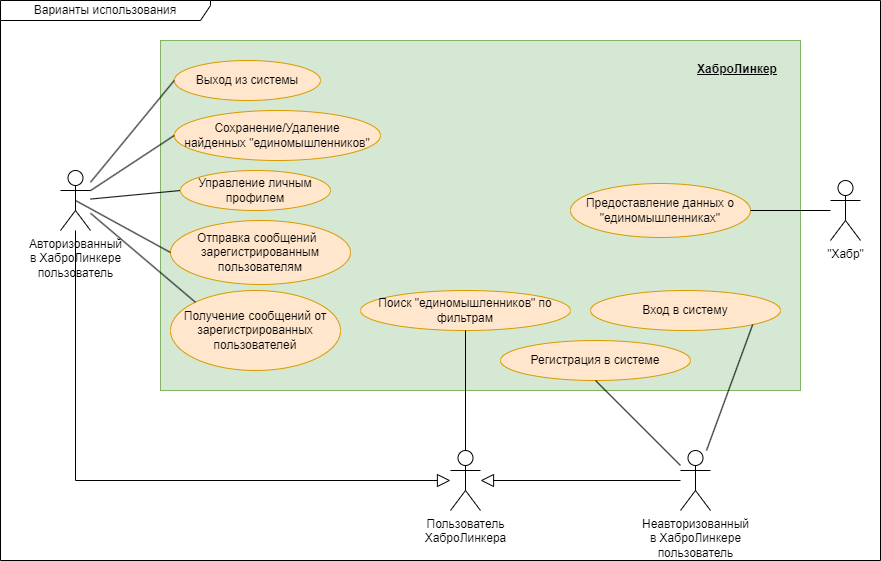 Варианты использования
ХаброЛинкер
Выход из системы
Сохранение/Удаление
найденных "единомышленников"
Управление личным
профилем
Отправка сообщений
зарегистрированным
пользователям
Получение сообщений от
зарегистрированных
пользователей
Авторизованный
в ХаброЛинкере
пользователь
Предоставление данных о
"единомышленниках"
"Хабр"
Поиск "единомышленников" по
фильтрам
Вход в систему
Регистрация в системе
Пользователь
ХаброЛинкера
Неавторизованный
в ХаброЛинкере
пользователь